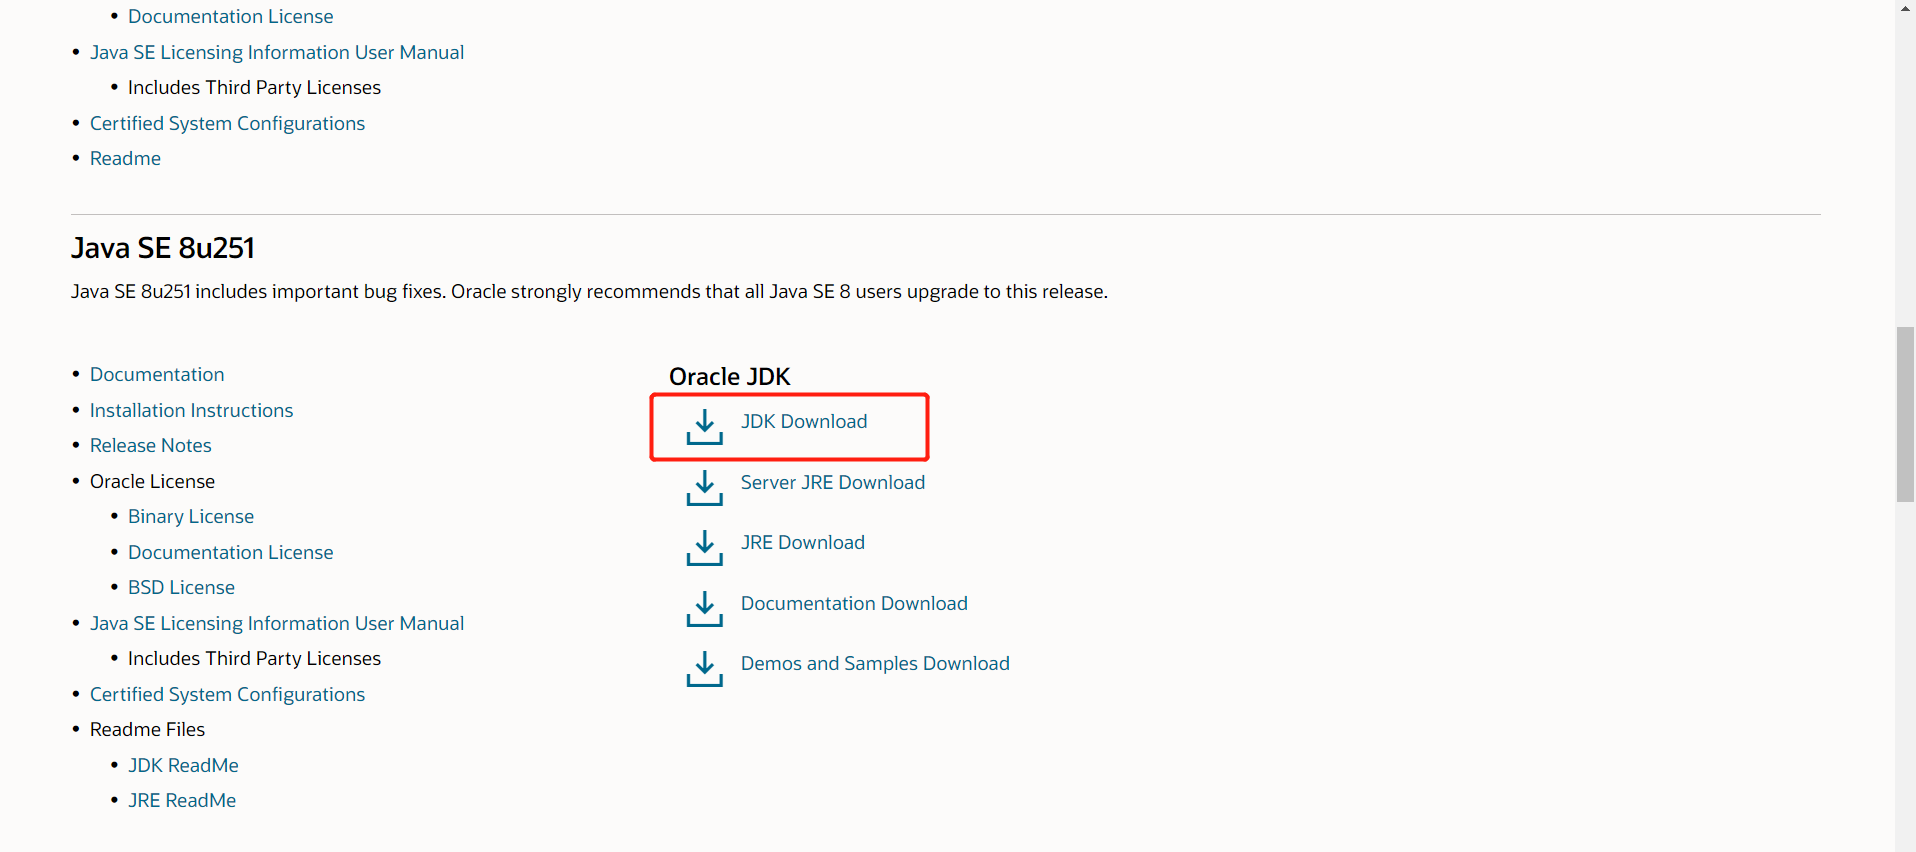 Documentation License
Java SE Licensing Information User Manual
Includes Third Party Licenses
Certified System Configurations
Readme
Java SE 8u251
Java SE 8u251 includes important bug fixes. Oracle strongly recommends that all Java SE 8 users upgrade to this release.
Documentation
Installation Instructions
Release Notes
Oracle License
Binary License
Documentation License
BSD License
Java SE Licensing Information User Manual
Includes Third Party Licenses
Certified System Configurations
Readme Files
JDK ReadMe
JRE ReadMe
Oracle JDK
JDK Download
Server JRE Download
JRE Download
Documentation Download
Demos and Samples Download